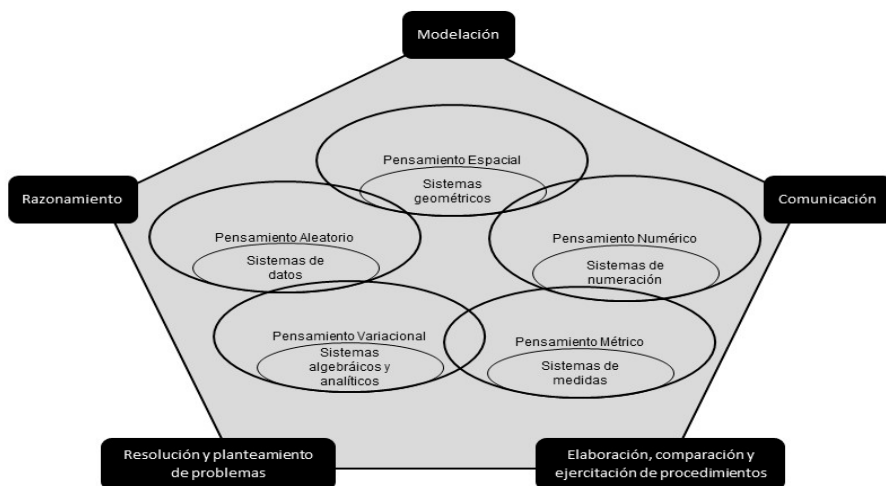 Modelación
Pensamiento Espacial
Sistemas
geométricos
Razonamiento
Comunicación
Pensamiento Aleatorio
Sistemas de
datos
Pensamiento Numérico
Sistemas de
numeración
Pensamiento Variacional
Sistemas
algebráicos y
analíticos
Pensamiento Métrico
Sistemas de
medidas
Resolución y planteamiento
de problemas
Elaboración, comparación y
ejercitación de procedimientos